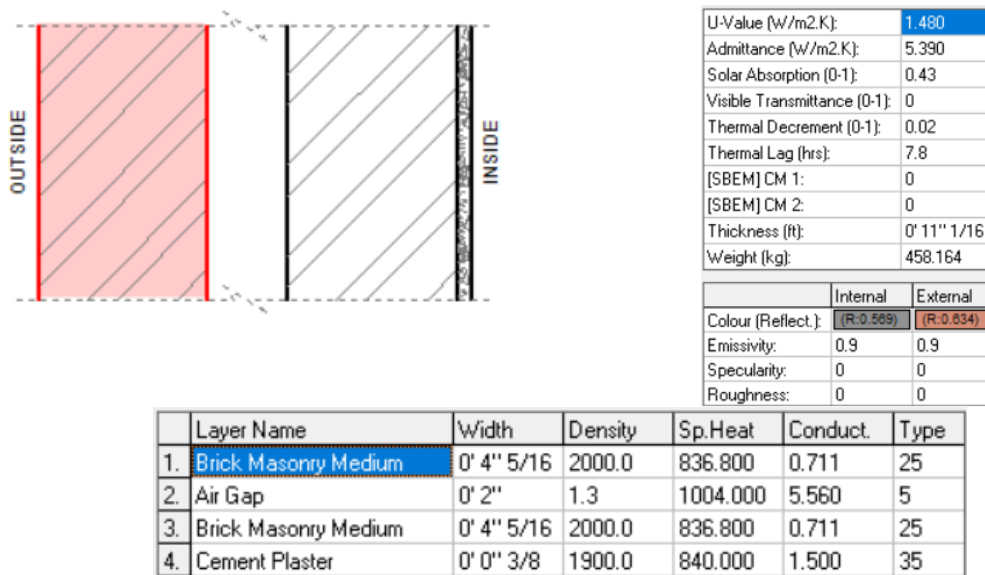 OUTSIDE
INSIDE
U-Value (W/m2.K): 1.480
Admittance (W/m2.K): 5.390
Solar Absorption (0-1): 0.43
Visible Transmittance (0-1): 0
Thermal Decrement (0-1): 0.02
Thermal Lag (hrs): 7.8
[SBEM] CM 1: 0
[SBEM] CM 2: 0
Thickness (ft): 0' 11" 1/16
Weight (kg): 458.164
Internal External
Colour (Reflect.): (R:0.569) (R:0.634)
Emissivity: 0.9 0.9
Specularity: 0 0
Roughness: 0 0
Layer Name Width Density Sp.Heat Conduct. Type
1. Brick Masonry Medium 0' 4" 5/16 2000.0 836.800 0.711 25
2. Air Gap 0' 2" 1.3 1004.000 5.560 5
3. Brick Masonry Medium 0' 4" 5/16 2000.0 836.800 0.711 25
4. Cement Plaster 0' 0" 3/8 1900.0 840.000 1.500 35